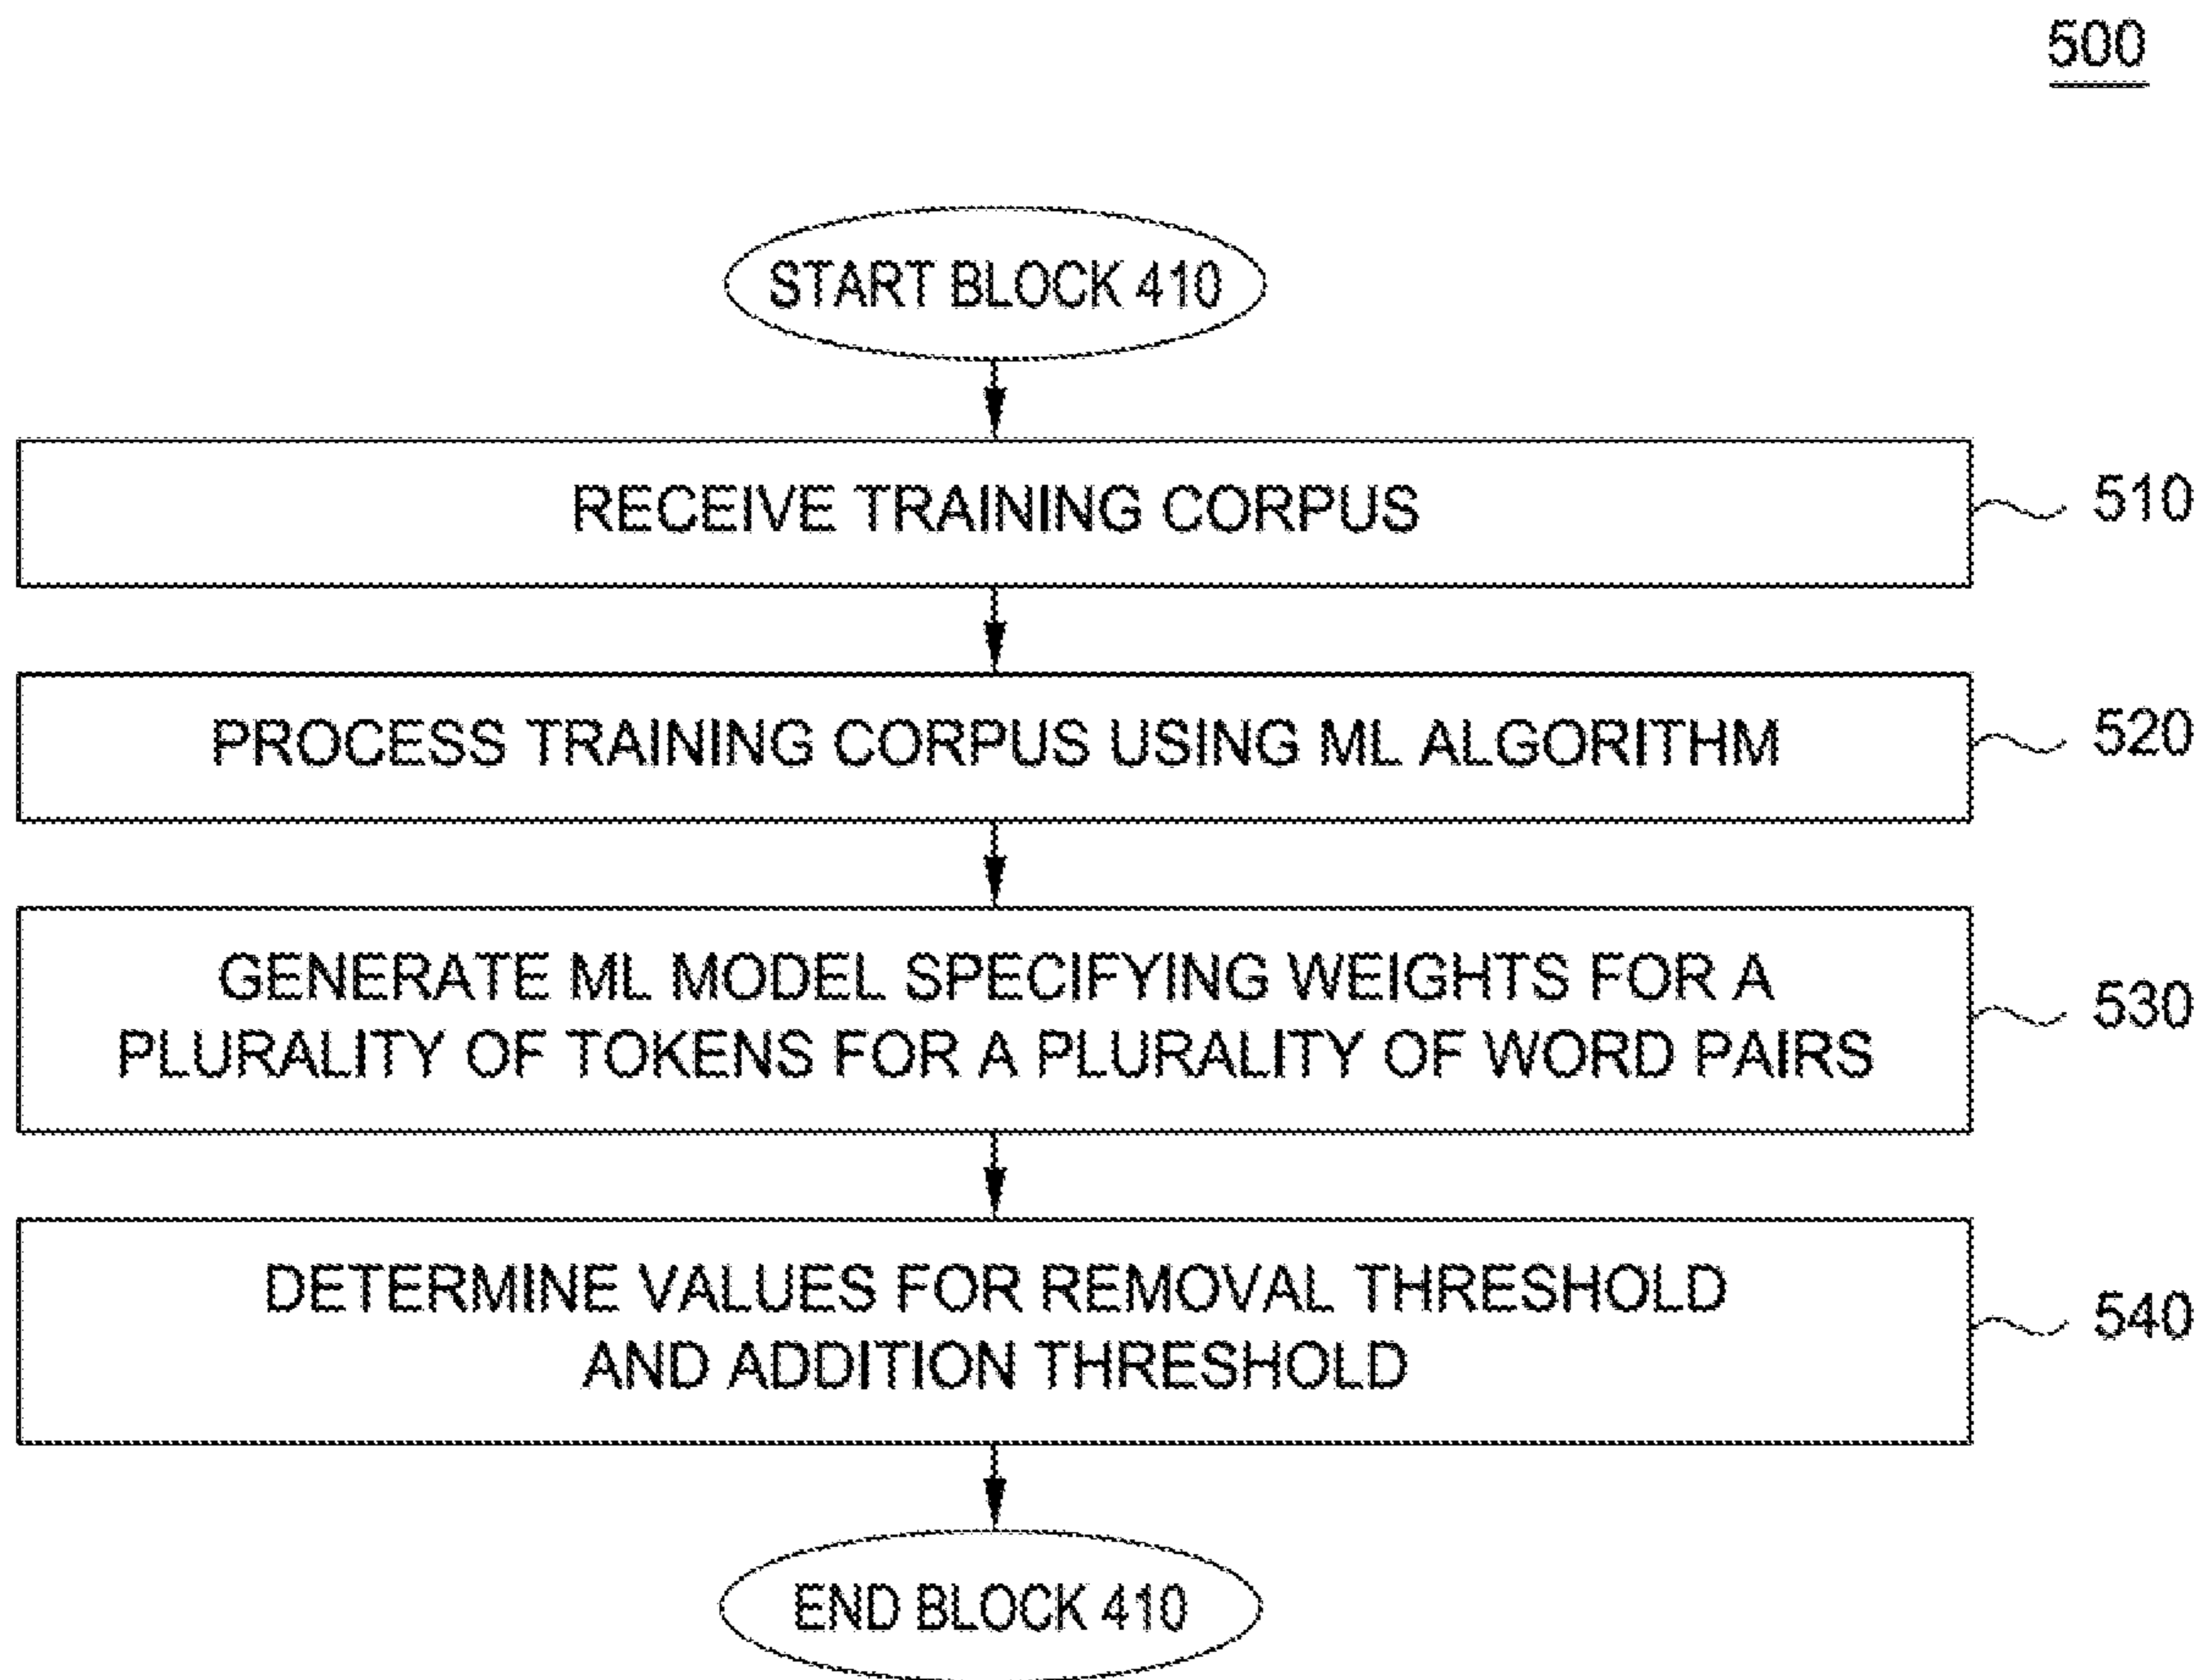 500
START BLOCK 410
RECEIVE TRAINING CORPUS
510
PROCESS TRAINING CORPUS USING ML ALGORITHM
520
GENERATE ML MODEL SPECIFYING WEIGHTS FOR A
PLURALITY OF TOKENS FOR A PLURALITY OF WORD PAIRS
530
DETERMINE VALUES FOR REMOVAL THRESHOLD
AND ADDITION THRESHOLD
540
END BLOCK 410